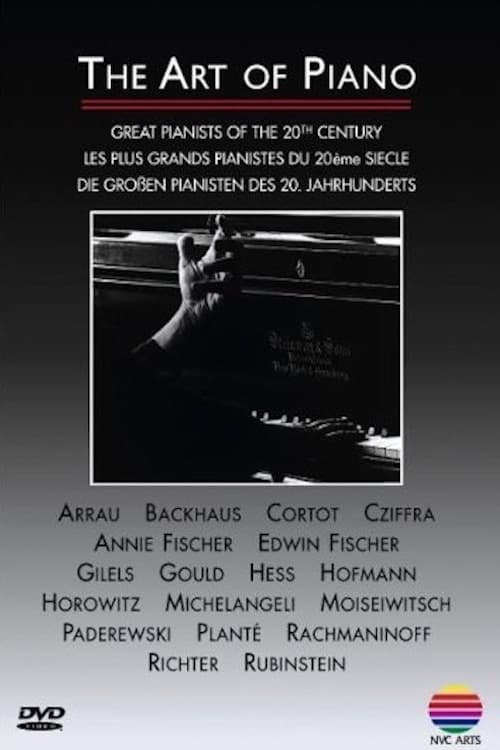 THE ART OF PIANO
GREAT PIANISTS OF THE 20TH CENTURY
LES PLUS GRANDS PIANISTES DU 20ème SIECLE
DIE GROßEN PIANISTEN DES 20. JAHRHUNDERTS
Steinway & Sons
ARRAU BACKHAUS CORTOT CZIFFRA
ANNIE FISCHER EDWIN FISCHER
GILELS GOULD HESS HOFMANN
HOROWITZ MICHELANGELI MOISEIWITSCH
PADEREWSKI PLANTÉ RACHMANINOFF
RICHTER RUBINSTEIN
DVD
VIDEO
NVC ARTS